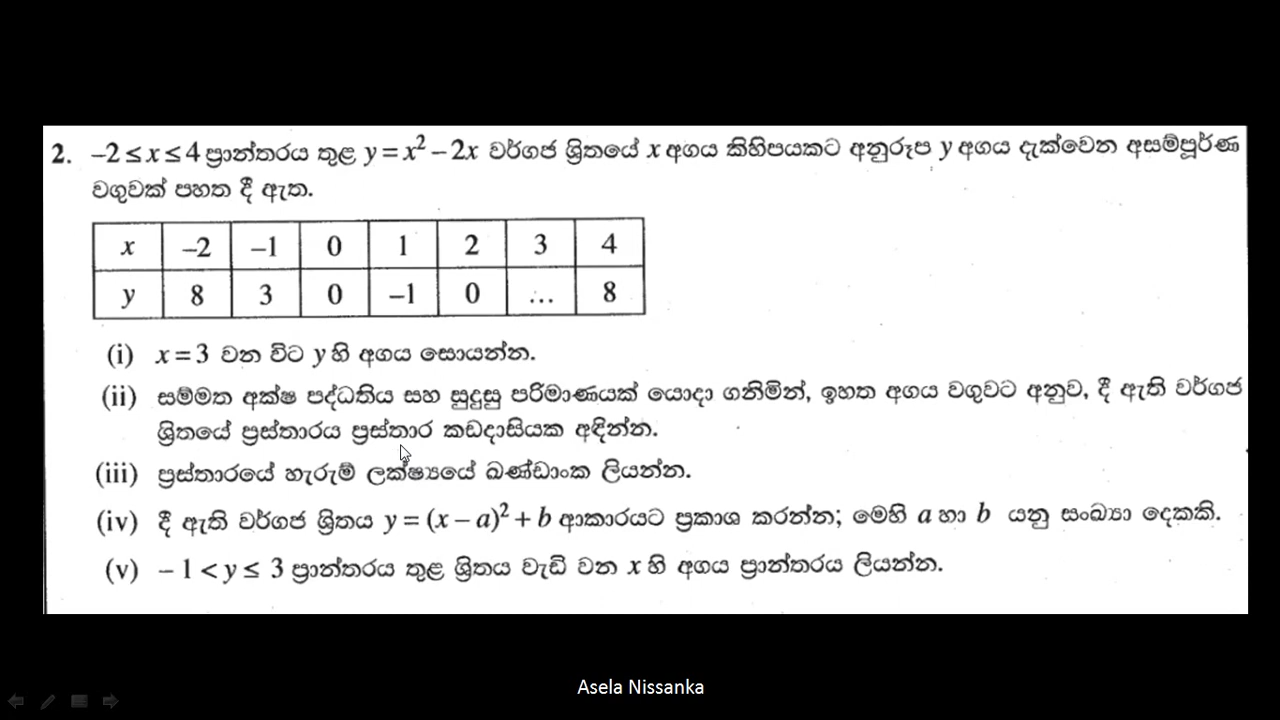 2. –2 ≤ x ≤ 4 ප්‍රාන්තරය තුළ y = x² – 2x වර්ගජ ශ්‍රිතයේ x අගය කිහිපයකට අනුරූප y අගය දැක්වෙන අසම්පූර්ණ
වගුවක් පහත දී ඇත.
x –2 –1 0 1 2 3 4
y 8 3 0 –1 0 ... 8
(i) x = 3 වන විට y හි අගය සොයන්න.
(ii) සම්මත අක්ෂ පද්ධතිය සහ සුදුසු පරිමාණයක් යොදා ගනිමින්, ඉහත අගය වගුවට අනුව, දී ඇති වර්ගජ
ශ්‍රිතයේ ප්‍රස්තාරය ප්‍රස්තාර කඩදාසියක අඳින්න.
(iii) ප්‍රස්තාරයේ හැරුම් ලක්ෂ්‍යයේ ඛණ්ඩාංක ලියන්න.
(iv) දී ඇති වර්ගජ ශ්‍රිතය y = (x – a)² + b ආකාරයට ප්‍රකාශ කරන්න; මෙහි a හා b යනු සංඛ්‍යා දෙකකි.
(v) – 1 < y ≤ 3 ප්‍රාන්තරය තුළ ශ්‍රිතය වැඩි වන x හි අගය ප්‍රාන්තරය ලියන්න.
Asela Nissanka